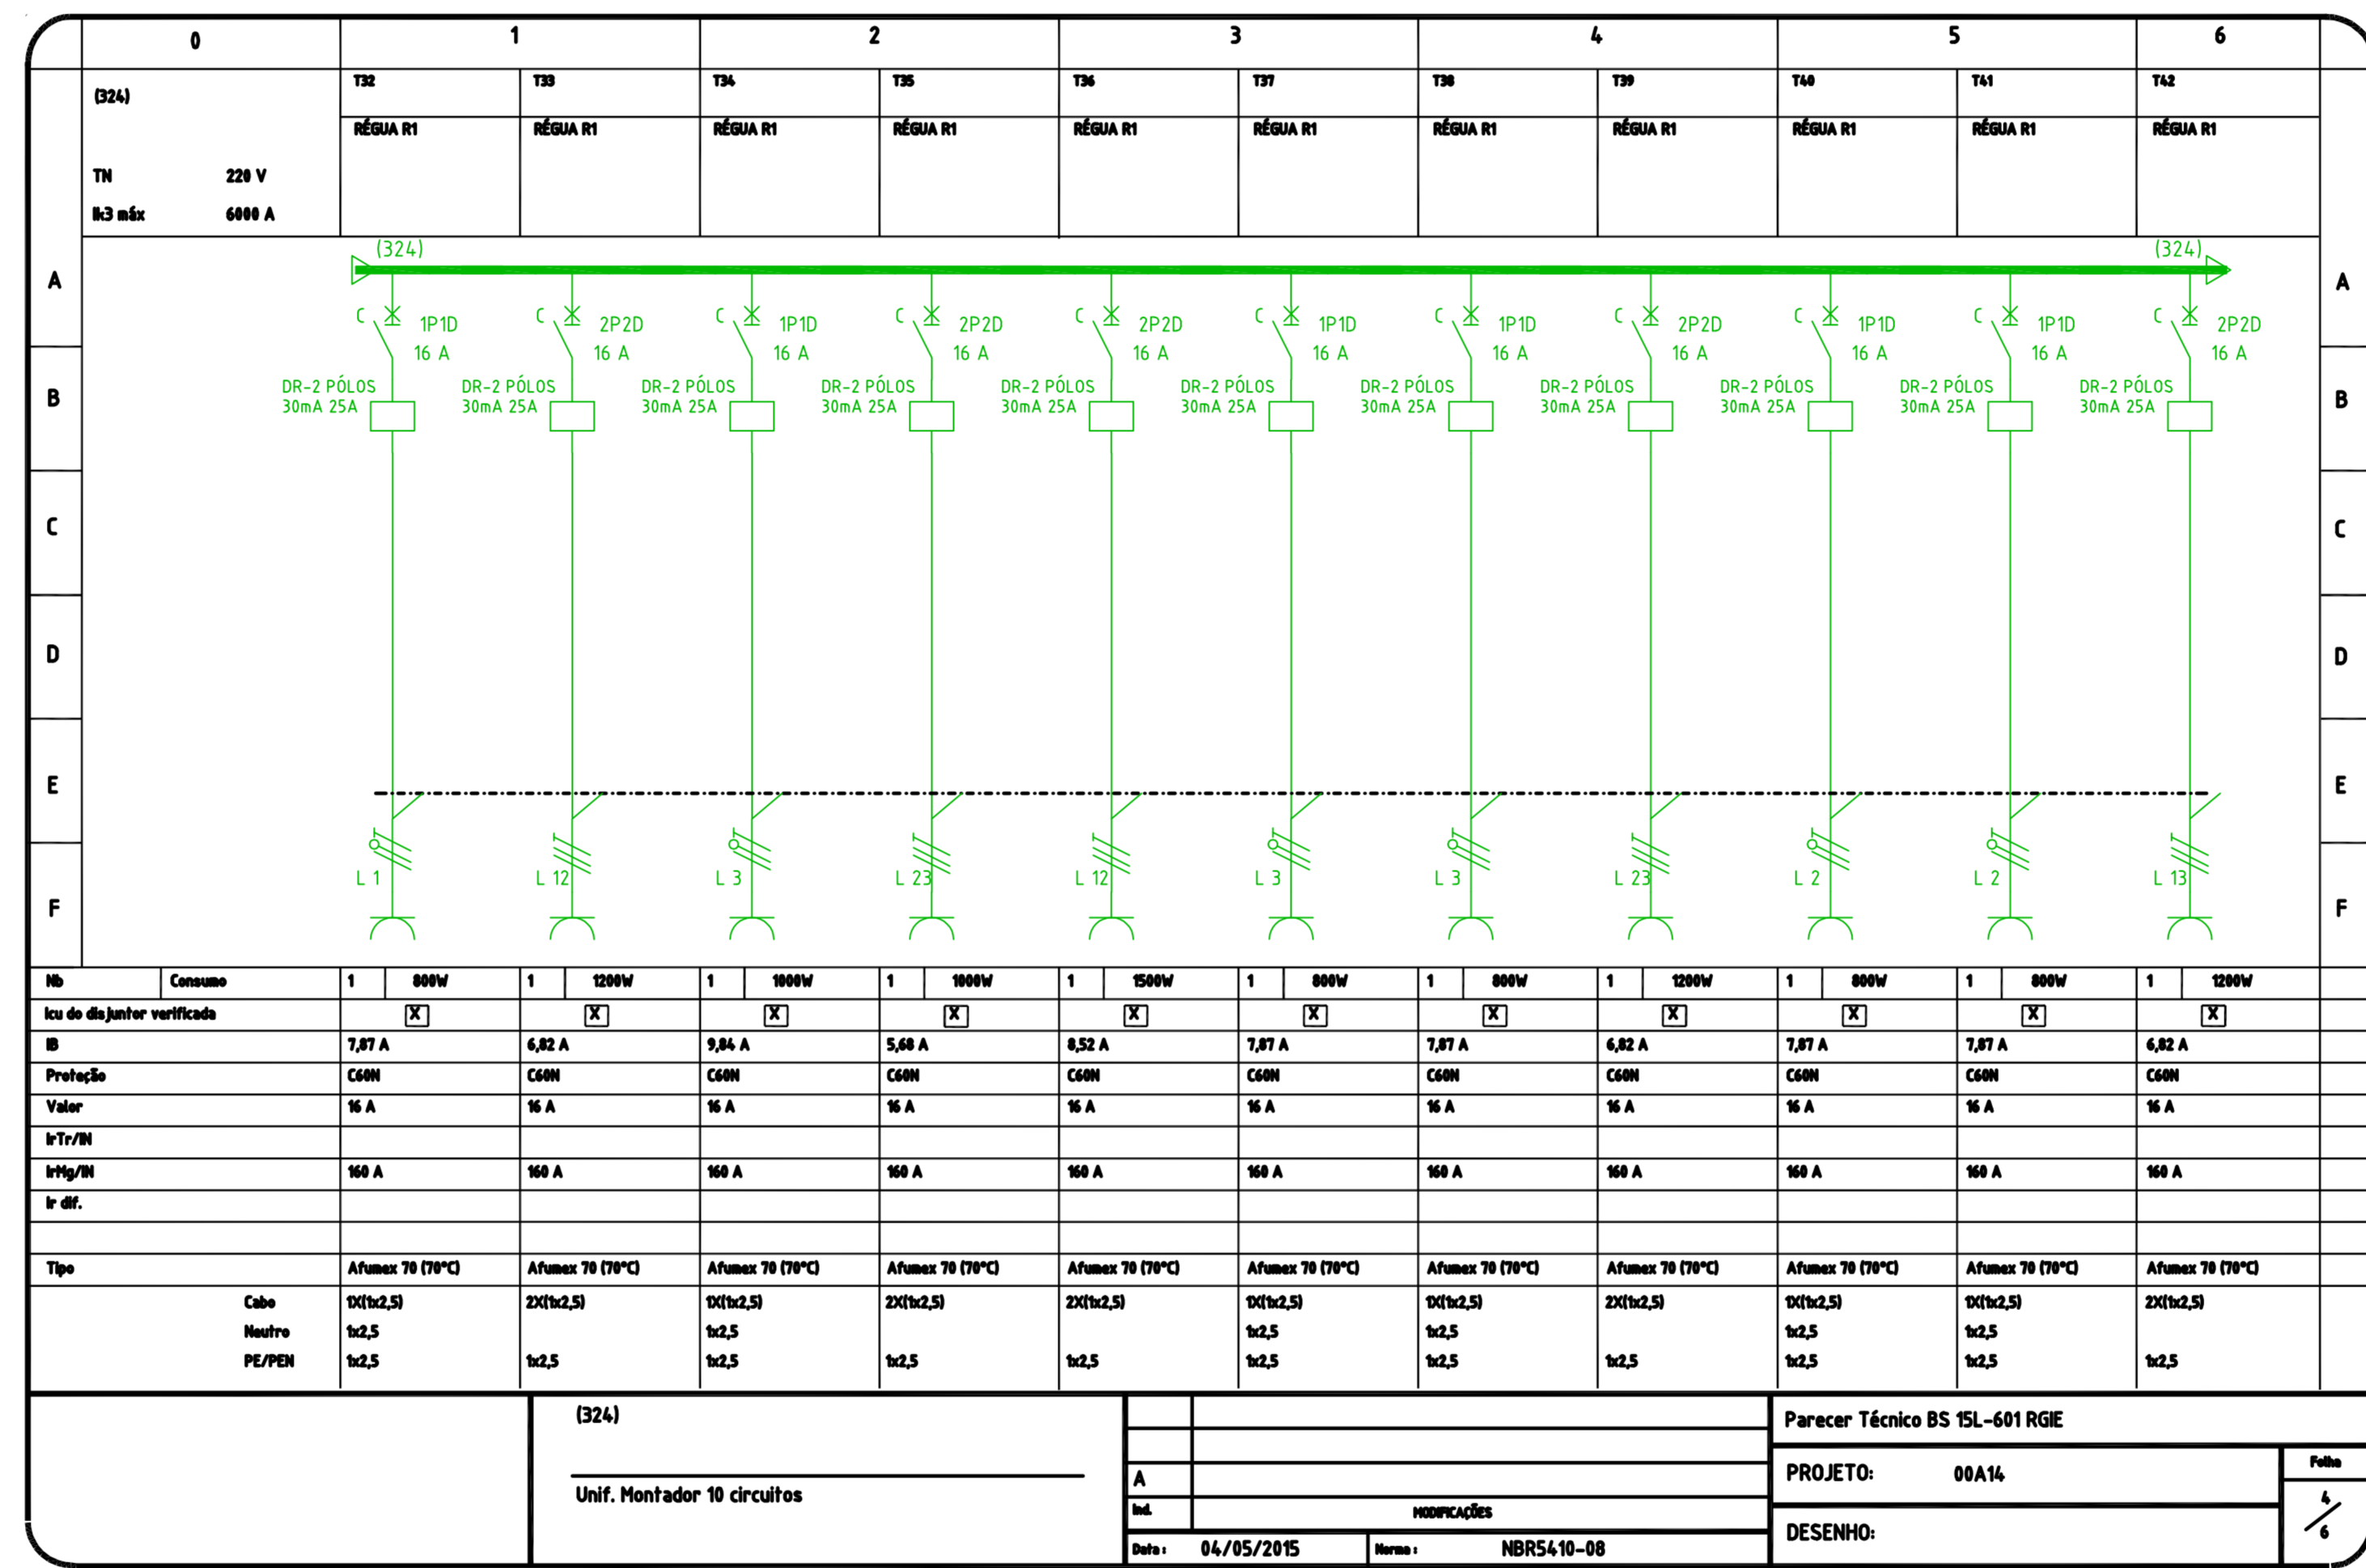 0 1 2 3 4 5 6
(324) T32 T33 T34 T35 T36 T37 T38 T39 T40 T41 T42
RÉGUA R1 RÉGUA R1 RÉGUA R1 RÉGUA R1 RÉGUA R1 RÉGUA R1 RÉGUA R1 RÉGUA R1 RÉGUA R1 RÉGUA R1 RÉGUA R1
TN 220 V
Ik3 máx 6000 A
(324) (324)
A A
C 1P1D C 2P2D C 1P1D C 2P2D C 2P2D C 1P1D C 1P1D C 2P2D C 1P1D C 1P1D C 2P2D
16 A 16 A 16 A 16 A 16 A 16 A 16 A 16 A 16 A 16 A 16 A
DR-2 PÓLOS DR-2 PÓLOS DR-2 PÓLOS DR-2 PÓLOS DR-2 PÓLOS DR-2 PÓLOS DR-2 PÓLOS DR-2 PÓLOS DR-2 PÓLOS DR-2 PÓLOS DR-2 PÓLOS
B B
30mA 25A 30mA 25A 30mA 25A 30mA 25A 30mA 25A 30mA 25A 30mA 25A 30mA 25A 30mA 25A 30mA 25A 30mA 25A
C C
D D
E E
L 1 L 12 L 3 L 23 L 12 L 3 L 3 L 23 L 2 L 2 L 13
F F
Nb Consumo 1 800W 1 1200W 1 1000W 1 1000W 1 1500W 1 800W 1 800W 1 1200W 1 800W 1 800W 1 1200W
Icu do disjuntor verificada X X X X X X X X X X X
IB 7,87 A 6,82 A 9,84 A 5,68 A 8,52 A 7,87 A 7,87 A 6,82 A 7,87 A 7,87 A 6,82 A
Proteção C60N C60N C60N C60N C60N C60N C60N C60N C60N C60N C60N
Valor 16 A 16 A 16 A 16 A 16 A 16 A 16 A 16 A 16 A 16 A 16 A
IrTr/IN
IrMg/IN 160 A 160 A 160 A 160 A 160 A 160 A 160 A 160 A 160 A 160 A 160 A
Ir dif.
Tipo Afumex 70 (70°C) Afumex 70 (70°C) Afumex 70 (70°C) Afumex 70 (70°C) Afumex 70 (70°C) Afumex 70 (70°C) Afumex 70 (70°C) Afumex 70 (70°C) Afumex 70 (70°C) Afumex 70 (70°C) Afumex 70 (70°C)
Cabo 1X(1x2,5) 2X(1x2,5) 1X(1x2,5) 2X(1x2,5) 2X(1x2,5) 1X(1x2,5) 1X(1x2,5) 2X(1x2,5) 1X(1x2,5) 1X(1x2,5) 2X(1x2,5)
Neutro 1x2,5 1x2,5 1x2,5 1x2,5 1x2,5 1x2,5
PE/PEN 1x2,5 1x2,5 1x2,5 1x2,5 1x2,5 1x2,5 1x2,5 1x2,5 1x2,5 1x2,5 1x2,5
(324)
Unif. Montador 10 circuitos
A
Ind. MODIFICAÇÕES
Data : 04/05/2015 Norma : NBR5410-08
Parecer Técnico BS 15L-601 RGIE
PROJETO: 00A14
DESENHO:
Folha
4/6